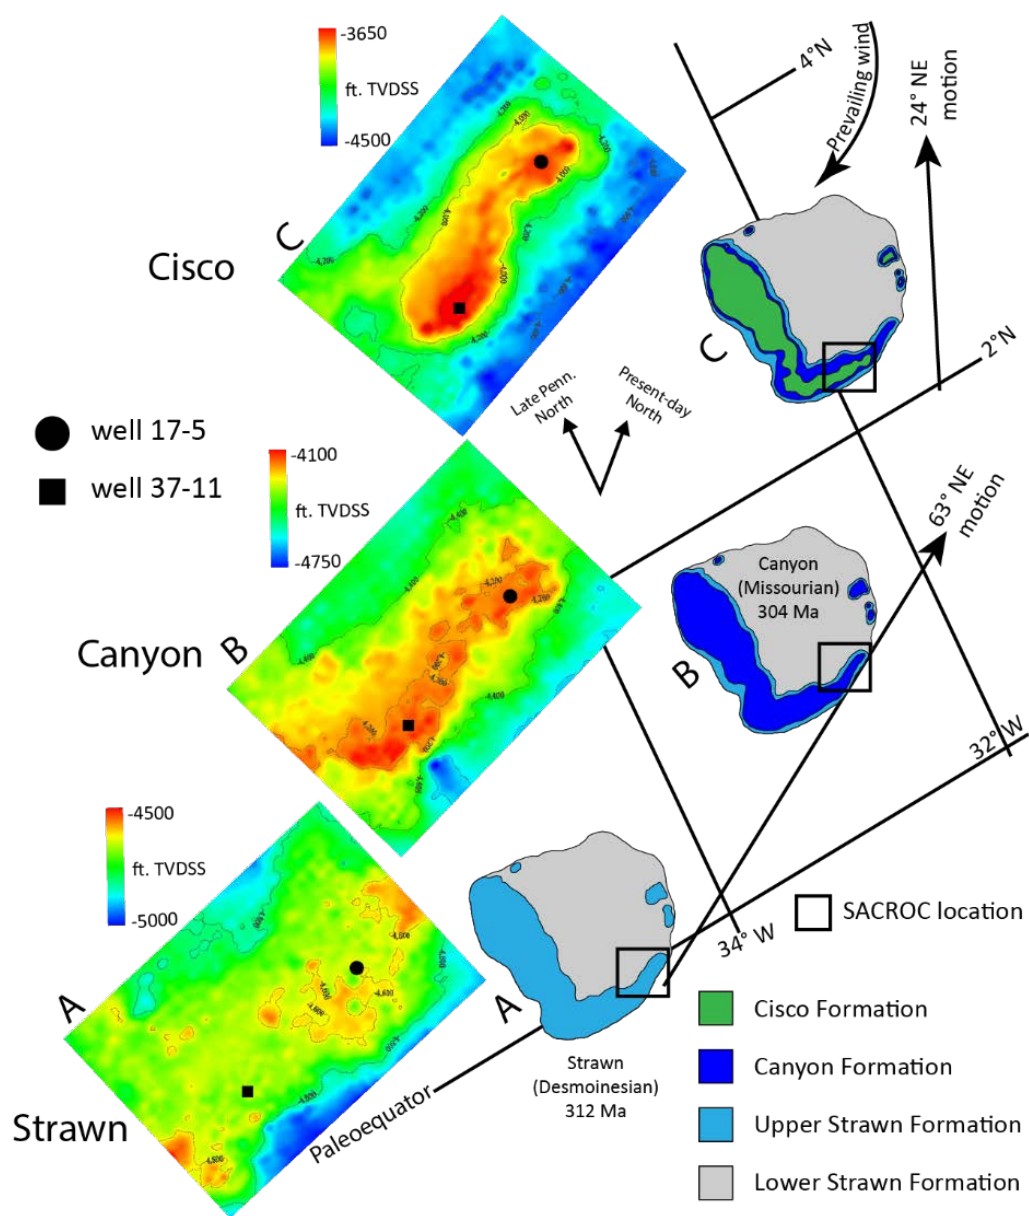 -3650
ft. TVDSS
-4500
C
Cisco
4°N
Prevailing wind
24° NE
motion
C
2°N
Late Penn.
North
Present-day
North
well 17-5
well 37-11
-4100
ft. TVDSS
-4750
B
Canyon
63° NE
motion
Canyon
(Missourian)
304 Ma
B
32° W
34° W
-4500
ft. TVDSS
-5000
A
Strawn
A
Strawn
(Desmoinesian)
312 Ma
Paleoequator
SACROC location
Cisco Formation
Canyon Formation
Upper Strawn Formation
Lower Strawn Formation